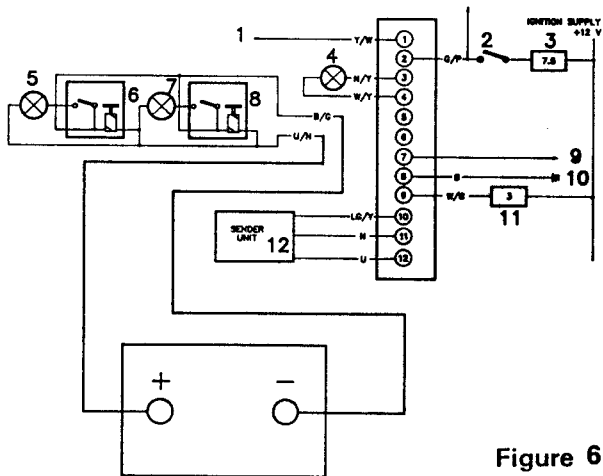 IGNITION SUPPLY
+12 V
1
Y/W
1
2
G/P
2
3
7.5
4
N/Y
3
W/Y
4
5
6
7
8
B/G
U/N
5
6
7
9
8
B
10
9
W/G
3
11
SENDER
UNIT
12
LG/Y
10
N
11
U
12
+
−
Figure 6